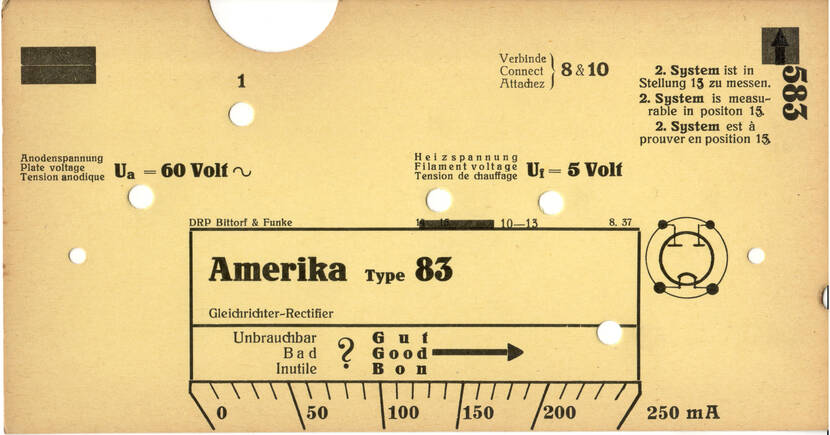 1
Verbinde
Connect
Attachez
8 & 10
2. System ist in
Stellung 15 zu messen.
2. System is measu-
rable in positon 15.
2. System est à
prouver en position 15.
583
Anodenspannung
Plate voltage
Tension anodique
Ua = 60 Volt ~
Heizspannung
Filament voltage
Tension de chauffage
Uf = 5 Volt
DRP Bittorf & Funke
10—13
8. 37
Amerika Type 83
Gleichrichter-Rectifier
Unbrauchbar
Bad
Inutile
?
Gut
Good
Bon
0 50 100 150 200 250 mA